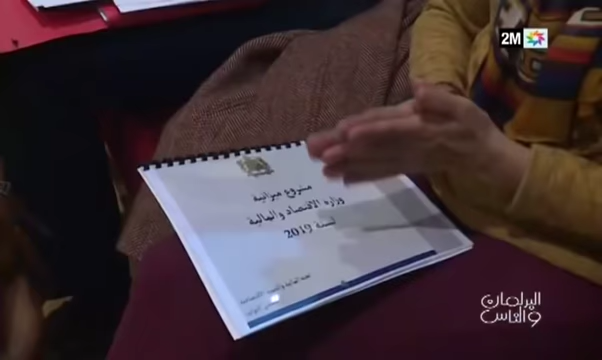 2M
مشروع ميزانية
وزارة الاقتصاد والمالية
لسنة 2019
البرلمان
والناس